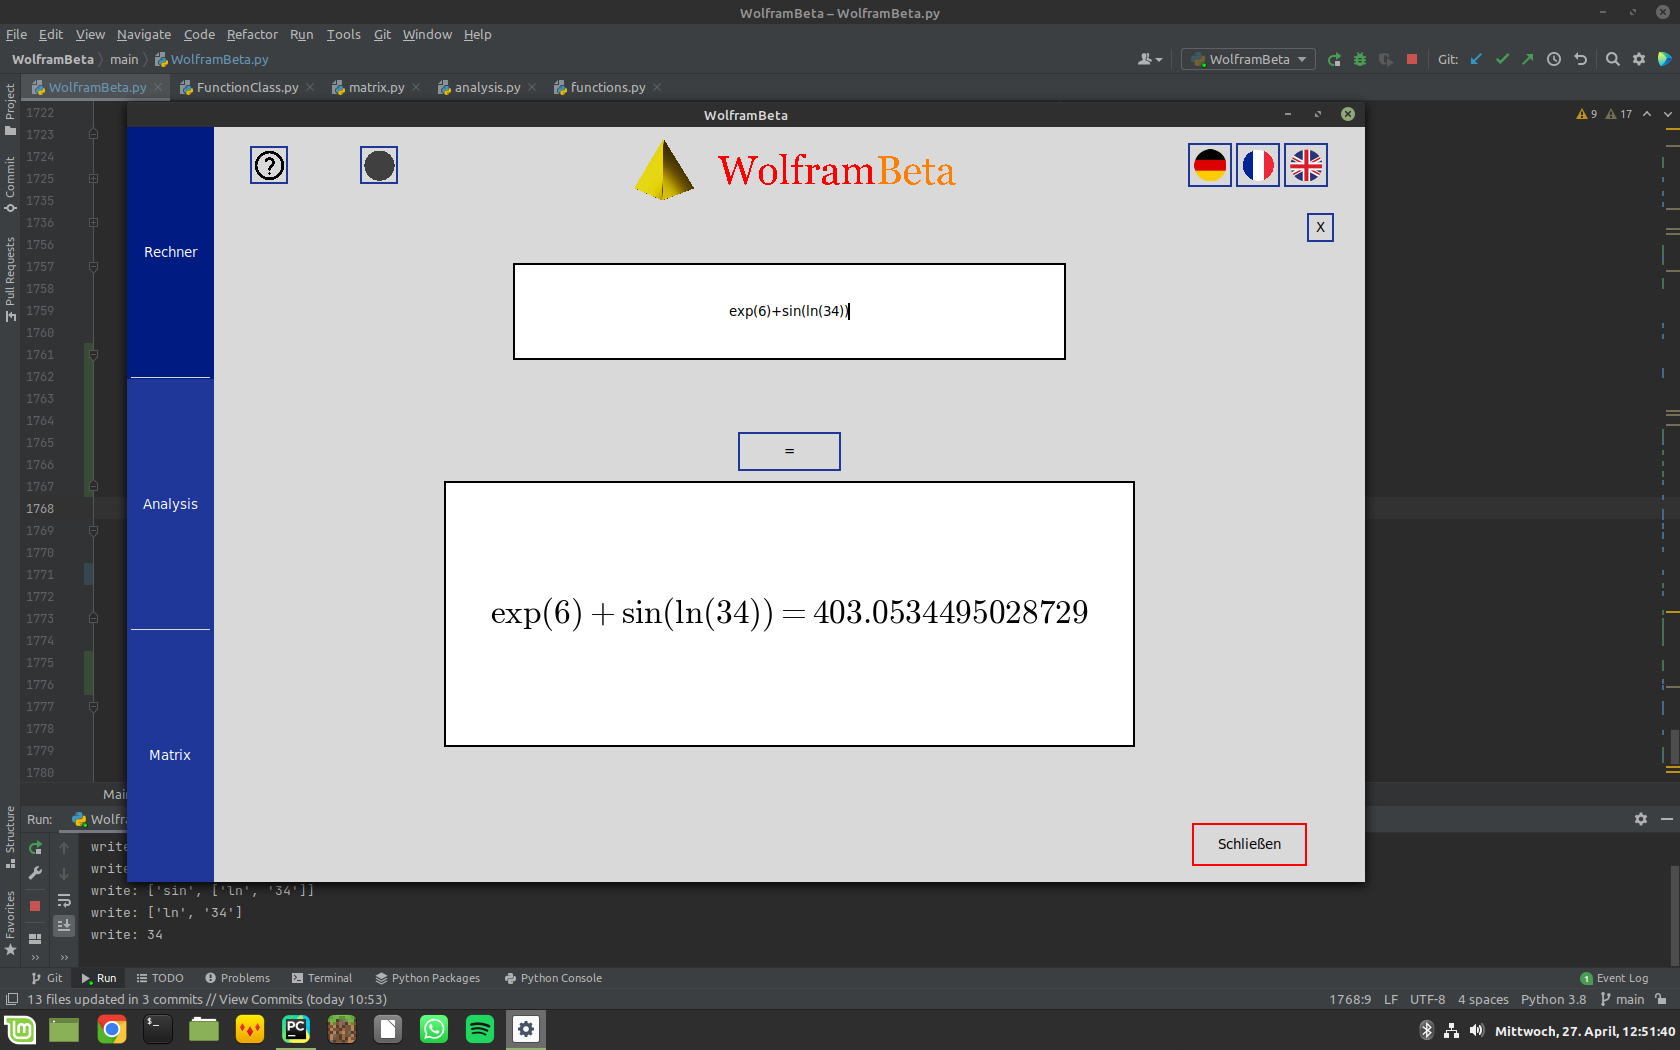 WolframBeta – WolframBeta.py
File Edit View Navigate Code Refactor Run Tools Git Window Help
WolframBeta main WolframBeta.py WolframBeta Git:
WolframBeta.py FunctionClass.py matrix.py analysis.py functions.py
9 17
Project
Commit
Pull Requests
Structure
Favorites
1722
1723
1724
1725
1735
1736
1756
1757
1758
1759
1760
1761
1762
1763
1764
1765
1766
1767
1768
1769
1770
1771
1772
1773
1774
1775
1776
1777
1778
1779
1780
WolframBeta
Rechner
Analysis
Matrix
?
WolframBeta
X
exp(6)+sin(ln(34))
=
exp(6) + sin(ln(34)) = 403.0534495028729
Schließen
Run:
write: ['sin', ['ln', '34']]
write: ['ln', '34']
write: 34
Git Run TODO Problems Terminal Python Packages Python Console 1 Event Log
13 files updated in 3 commits // View Commits (today 10:53) 1768:9 LF UTF-8 4 spaces Python 3.8 main
PC
Mittwoch, 27. April, 12:51:40